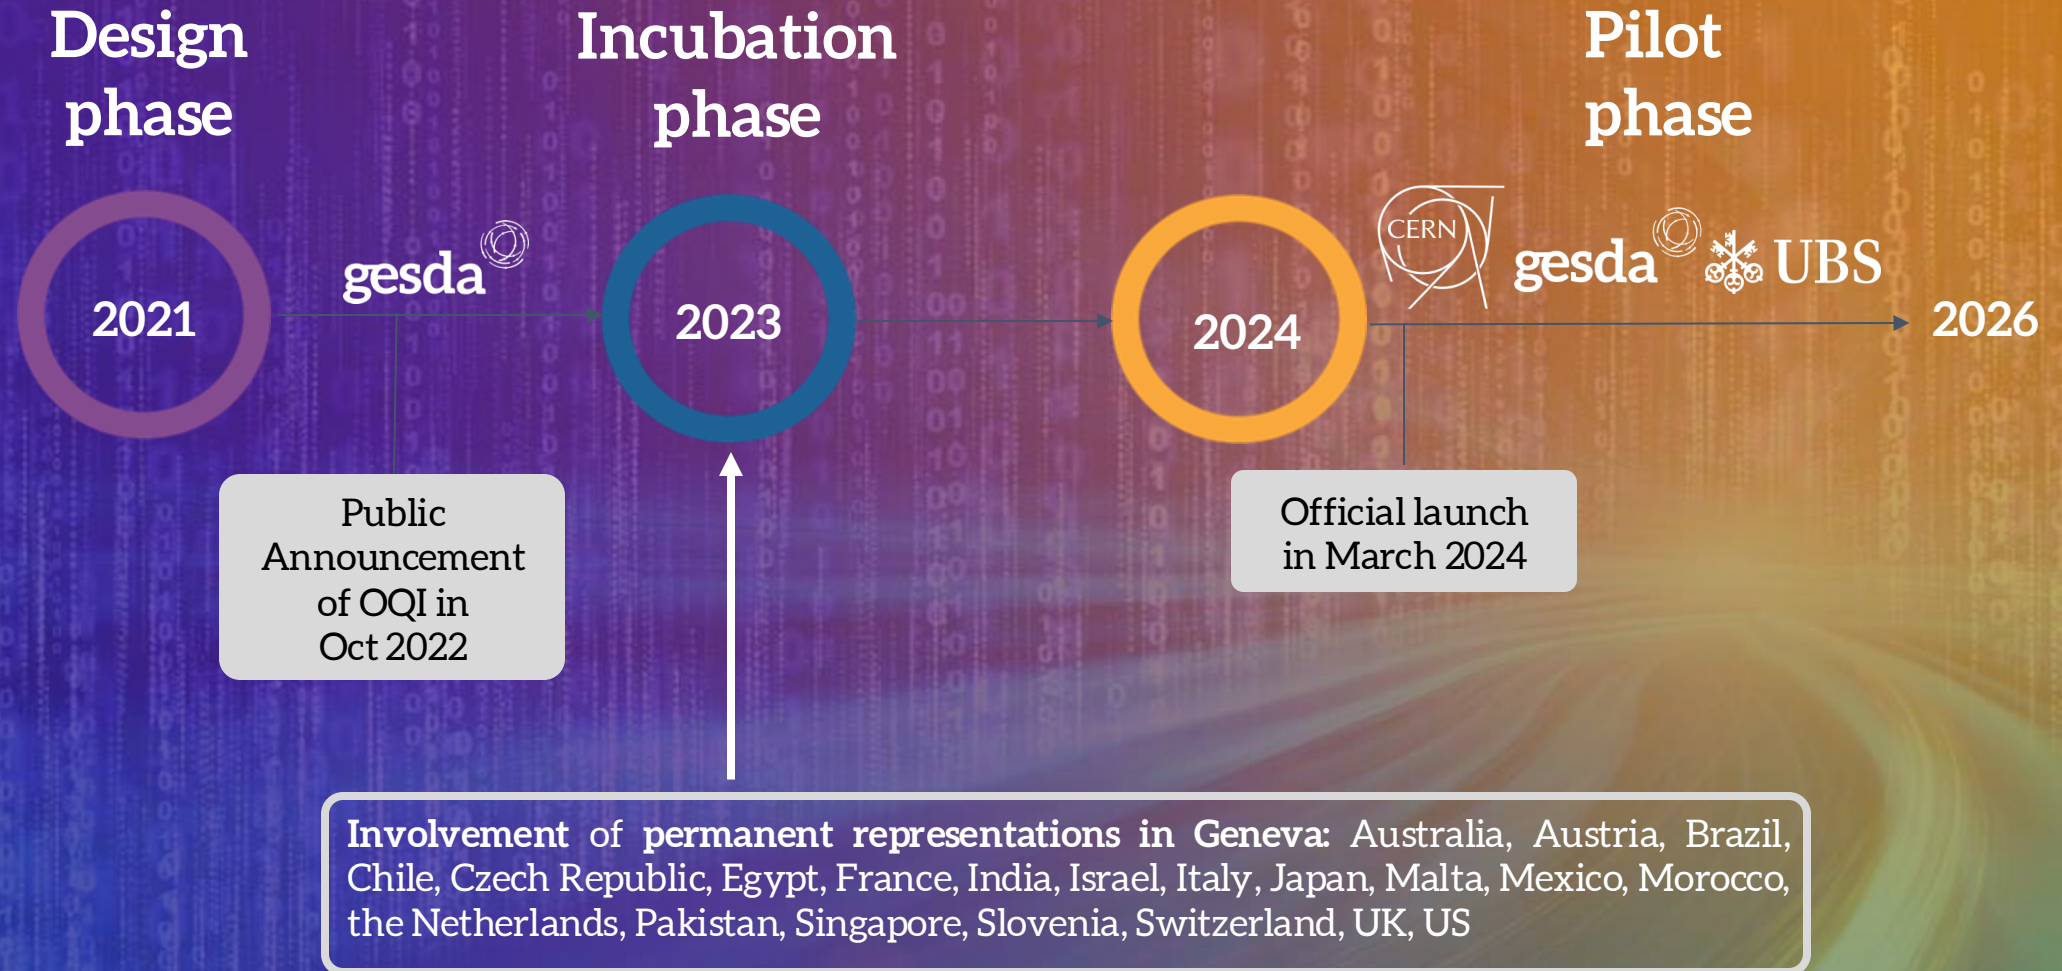 Design
phase
Incubation
phase
Pilot
phase
2021
gesda
2023
2024
CERN
gesda
UBS
2026
Public
Announcement
of OQI in
Oct 2022
Official launch
in March 2024
Involvement of permanent representations in Geneva: Australia, Austria, Brazil,
Chile, Czech Republic, Egypt, France, India, Israel, Italy, Japan, Malta, Mexico, Morocco,
the Netherlands, Pakistan, Singapore, Slovenia, Switzerland, UK, US